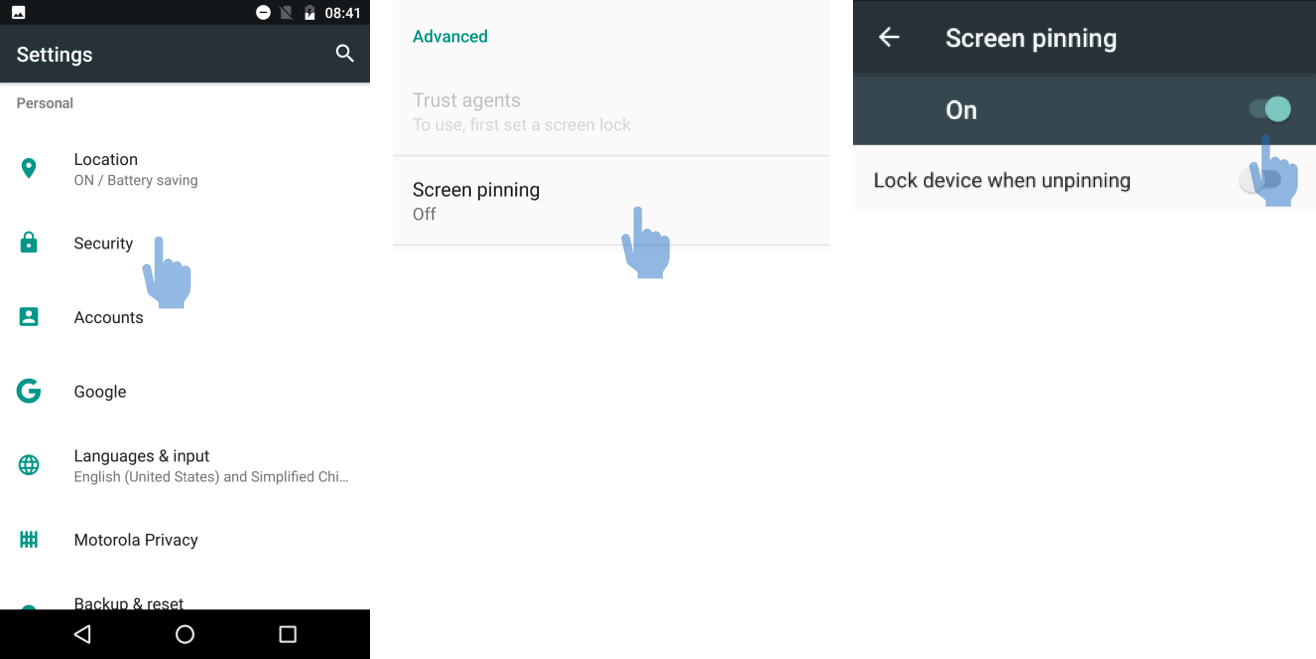 08:41
Settings
Personal
Location
ON / Battery saving
Security
Accounts
Google
Languages & input
English (United States) and Simplified Chi...
Motorola Privacy
Backup & reset
Advanced
Trust agents
To use, first set a screen lock
Screen pinning
Off
Screen pinning
On
Lock device when unpinning